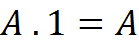 A . 1 = A